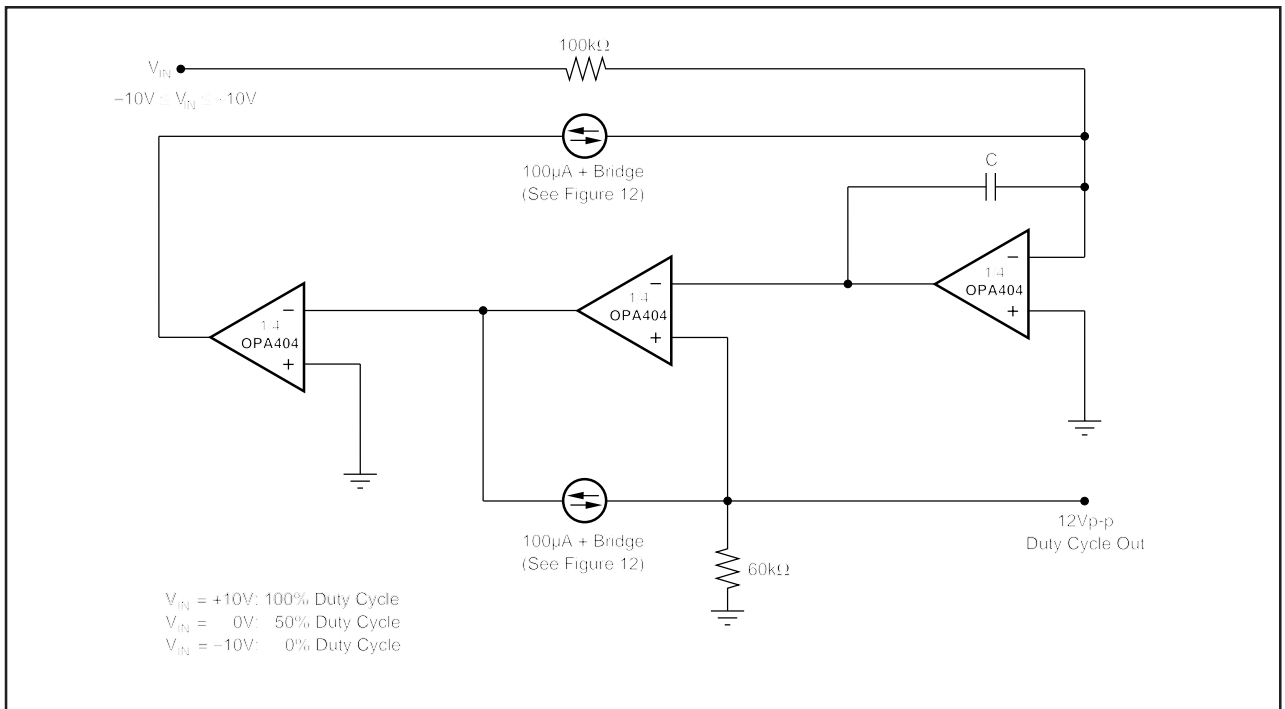 100kΩ
V_IN
–10V ≤ V_IN ≤ +10V
100µA + Bridge
(See Figure 12)
C
–
1/4
OPA404
+
–
1/4
OPA404
+
–
1/4
OPA404
+
100µA + Bridge
(See Figure 12)
60kΩ
12Vp-p
Duty Cycle Out
V_IN = +10V: 100% Duty Cycle
V_IN = 0V: 50% Duty Cycle
V_IN = –10V: 0% Duty Cycle